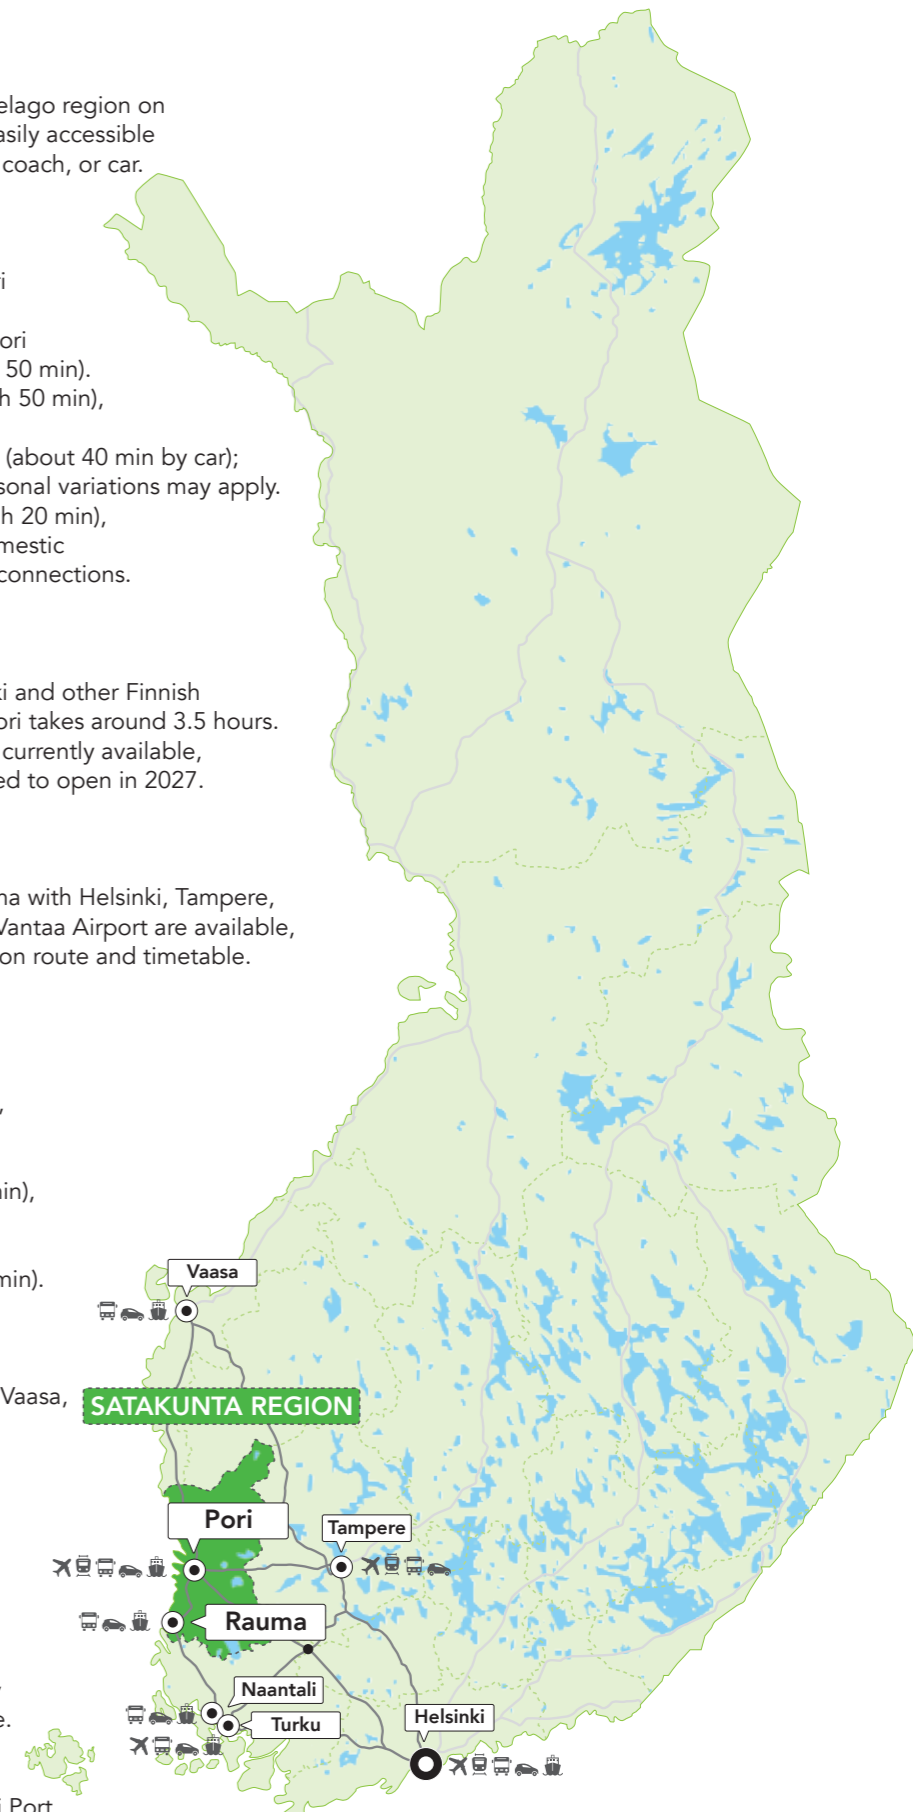 elago region on
asily accessible
coach, or car.
ri
ori
50 min).
h 50 min),
(about 40 min by car);
sonal variations may apply.
h 20 min),
mestic
connections.
ki and other Finnish
ori takes around 3.5 hours.
currently available,
ed to open in 2027.
na with Helsinki, Tampere,
Vantaa Airport are available,
on route and timetable.
,
nin),
min).
Vaasa
Vaasa,
SATAKUNTA REGION
Pori
Tampere
Rauma
Naantali
Turku
Helsinki
e.
i Port